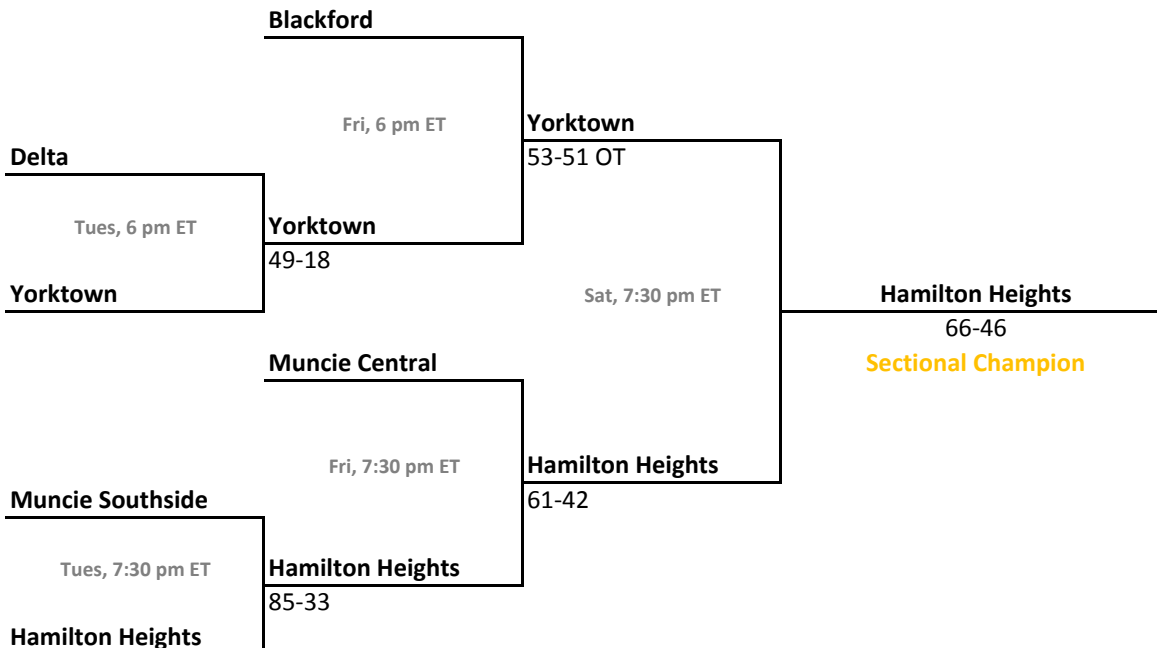 Blackford
Fri, 6 pm ET
Yorktown
Delta
53-51 OT
Tues, 6 pm ET
Yorktown
49-18
Yorktown
Sat, 7:30 pm ET
Hamilton Heights
66-46
Muncie Central
Sectional Champion
Fri, 7:30 pm ET
Hamilton Heights
Muncie Southside
61-42
Tues, 7:30 pm ET
Hamilton Heights
85-33
Hamilton Heights